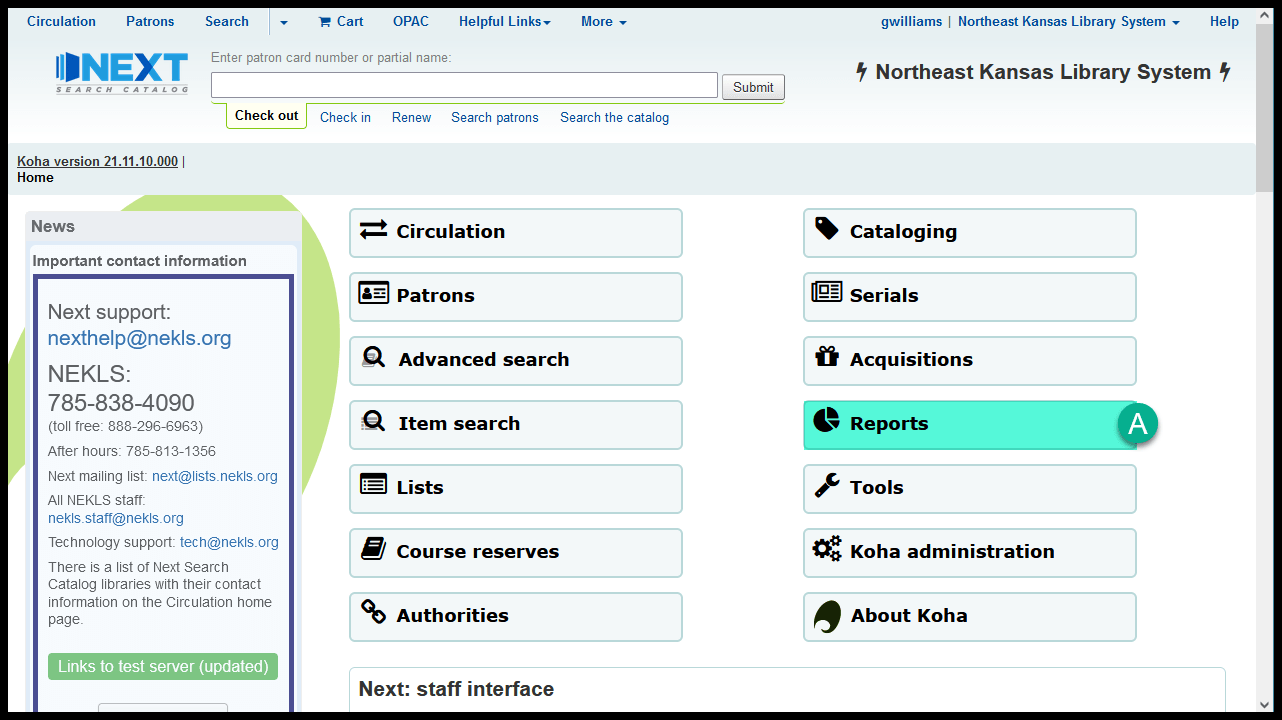 Circulation Patrons Search Cart OPAC Helpful Links More gwilliams | Northeast Kansas Library System Help
NEXT
SEARCH CATALOG
Enter patron card number or partial name:
Submit
Check out Check in Renew Search patrons Search the catalog
Northeast Kansas Library System
Koha version 21.11.10.000 |
Home
News
Important contact information
Next support:
nexthelp@nekls.org
NEKLS:
785-838-4090
(toll free: 888-296-6963)
After hours: 785-813-1356
Next mailing list: next@lists.nekls.org
All NEKLS staff:
nekls.staff@nekls.org
Technology support: tech@nekls.org
There is a list of Next Search
Catalog libraries with their contact
information on the Circulation home
page.
Links to test server (updated)
Circulation
Patrons
Advanced search
Item search
Lists
Course reserves
Authorities
Cataloging
Serials
Acquisitions
Reports
A
Tools
Koha administration
About Koha
Next: staff interface